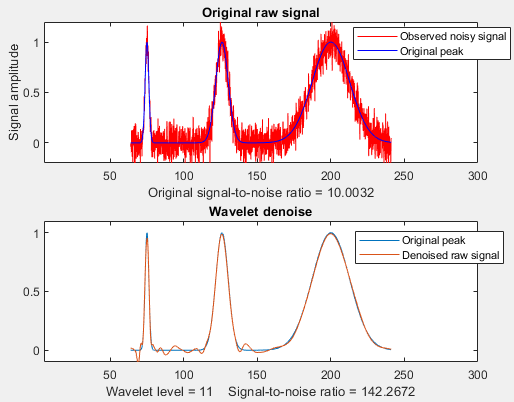 Original raw signal
1
0.5
0
Signal amplitude
Observed noisy signal
Original peak
50 100 150 200 250 300
Original signal-to-noise ratio = 10.0032
Wavelet denoise
1
0.5
0
Original peak
Denoised raw signal
50 100 150 200 250 300
Wavelet level = 11 Signal-to-noise ratio = 142.2672